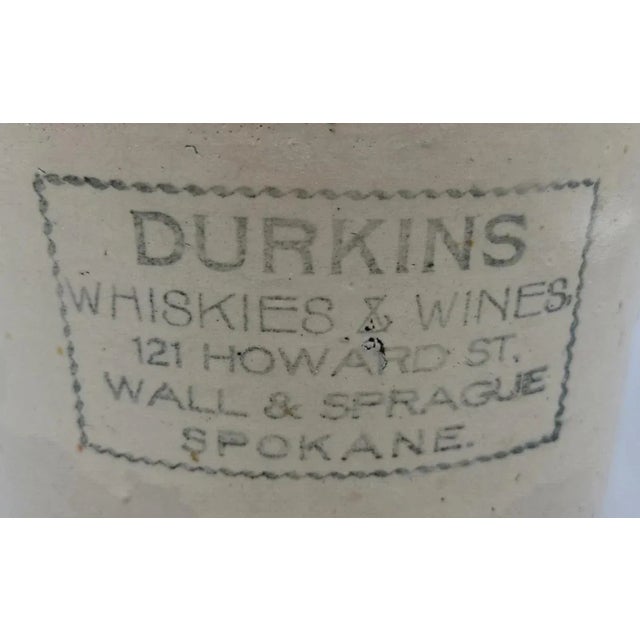 DURKINS
WHISKIES & WINES,
121 HOWARD ST.
WALL & SPRAGUE
SPOKANE.